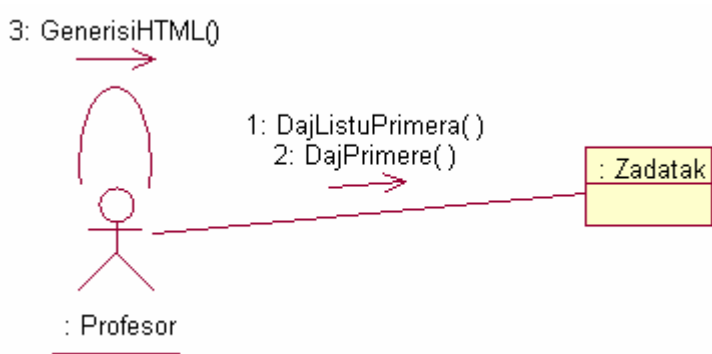 3: GenerisiHTML()
1: DajListuPrimera( )
2: DajPrimere( )
: Zadatak
: Profesor